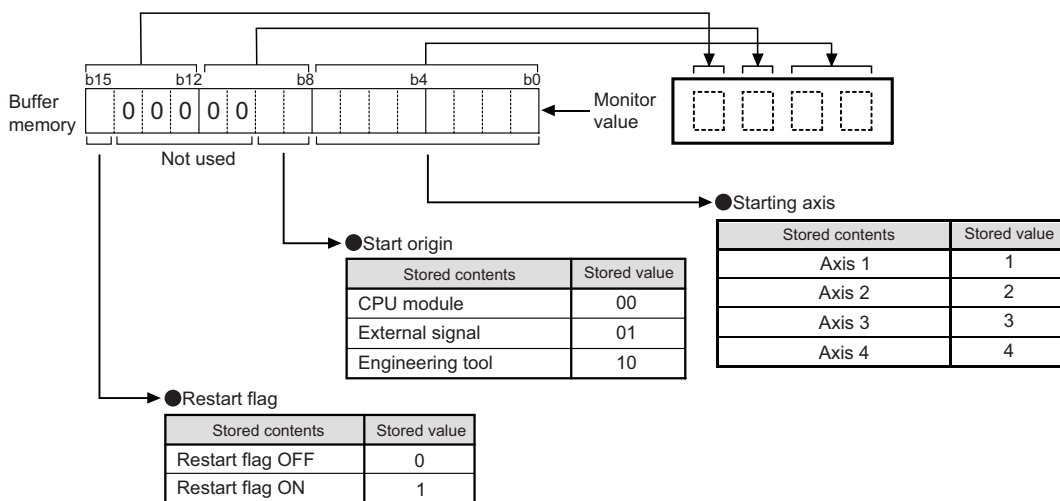 b15 b12 b8 b4 b0
Buffer memory
0 0 0 0 0
Monitor value
Not used
●Starting axis
Stored contents Stored value
Axis 1 1
Axis 2 2
Axis 3 3
Axis 4 4
●Start origin
Stored contents Stored value
CPU module 00
External signal 01
Engineering tool 10
●Restart flag
Stored contents Stored value
Restart flag OFF 0
Restart flag ON 1